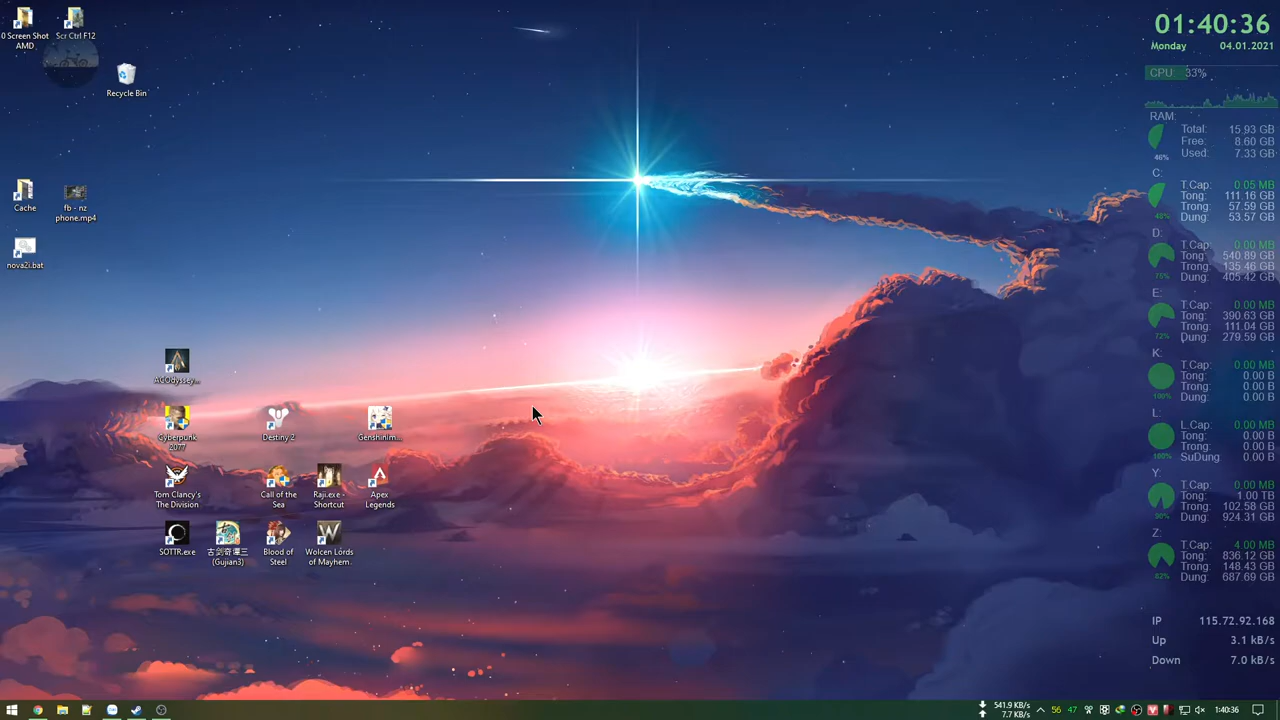 0 Screen Shot
AMD
Scr Ctrl F12
Recycle Bin
Cache
fb - nz
phone.mp4
nova2i.bat
ACOdyssey...
Cyberpunk
2077
Destiny 2
Genshinim...
Tom Clancy's
The Division
Call of the
Sea
Raji.exe -
Shortcut
Apex
Legends
SOTTR.exe
古剑奇谭三
(Gujian3)
Blood of
Steel
Wolcen Lords
of Mayhem
01:40:36
Monday 04.01.2021
CPU 33%
RAM:
Total: 15.93 GB
Free: 8.60 GB
Used: 7.33 GB
46%
C:
T.Cap: 0.05 MB
Tong: 111.16 GB
Trong: 57.59 GB
Dung: 53.57 GB
48%
D:
T.Cap: 0.00 MB
Tong: 540.89 GB
Trong: 135.46 GB
Dung: 405.42 GB
75%
E:
T.Cap: 0.00 MB
Tong: 390.63 GB
Trong: 111.04 GB
Dung: 279.59 GB
72%
K:
T.Cap: 0.00 MB
Tong: 0.00 B
Trong: 0.00 B
Dung: 0.00 B
100%
L:
L.Cap: 0.00 MB
Tong: 0.00 B
Trong: 0.00 B
SuDung: 0.00 B
100%
Y:
T.Cap: 0.00 MB
Tong: 1.00 TB
Trong: 102.58 GB
Dung: 924.31 GB
90%
Z:
T.Cap: 4.00 MB
Tong: 836.12 GB
Trong: 148.43 GB
Dung: 687.69 GB
82%
IP 115.72.92.168
Up 3.1 kB/s
Down 7.0 kB/s
541.9 KB/s
7.7 KB/s
56 47
1:40:36